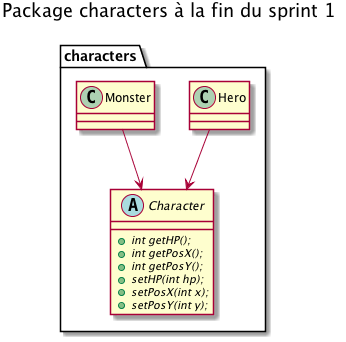 Package characters à la fin du sprint 1
characters
C Monster
C Hero
A Character
int getHP();
int getPosX();
int getPosY();
setHP(int hp);
setPosX(int x);
setPosY(int y);